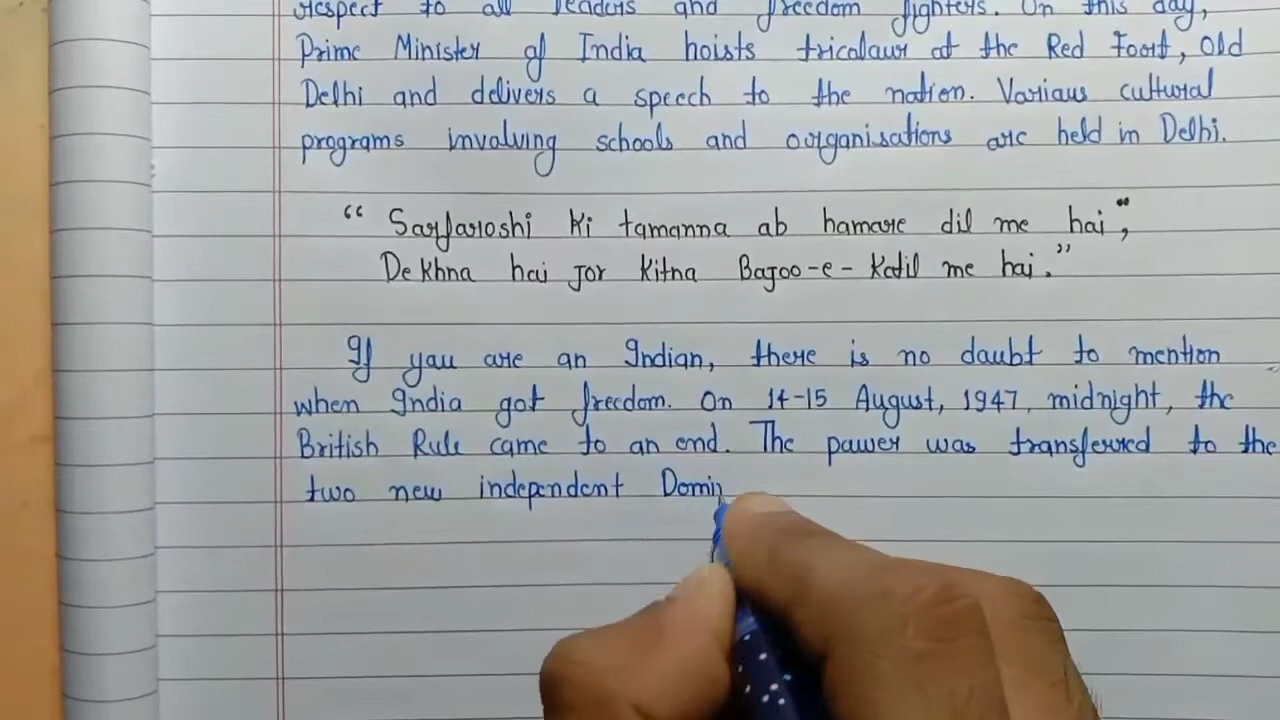 respect to all leaders and freedom fighters. On this day,
Prime Minister of India hoists tricolour at the Red Foort, Old
Delhi and delivers a speech to the nation. Various cultural
programs involving schools and organisations are held in Delhi.
“ Sarfaroshi Ki tamanna ab hamare dil me hai”,
Dekhna hai jor Kitna Bajoo-e-Katil me hai.”
If you are an Indian, there is no doubt to mention
when India got freedom. On 14-15 August, 1947, midnight, the
British Rule came to an end. The power was transferred to the
two new independent Domin